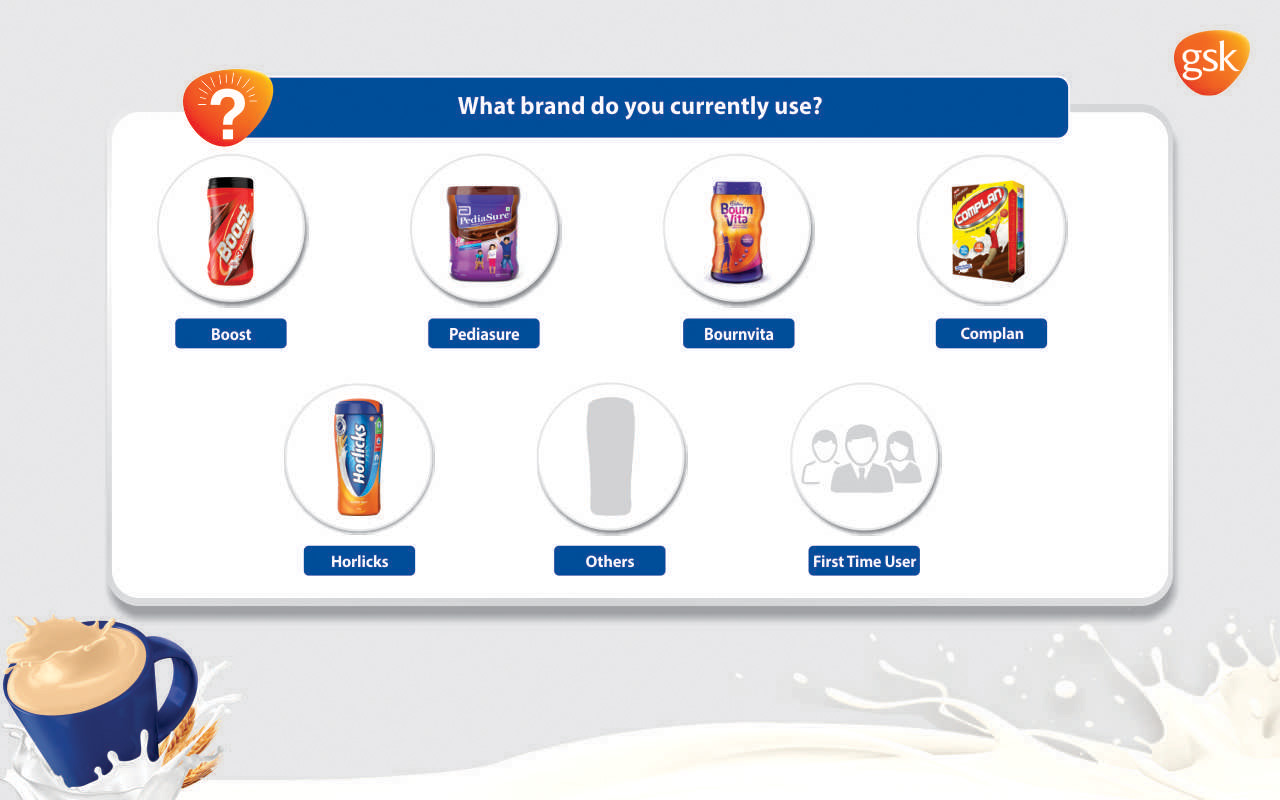 gsk
?
What brand do you currently use?
Boost
PediaSure
Bourn
Vita
COMPLAN
Boost
Pediasure
Bournvita
Complan
Horlicks
Horlicks
Others
First Time User